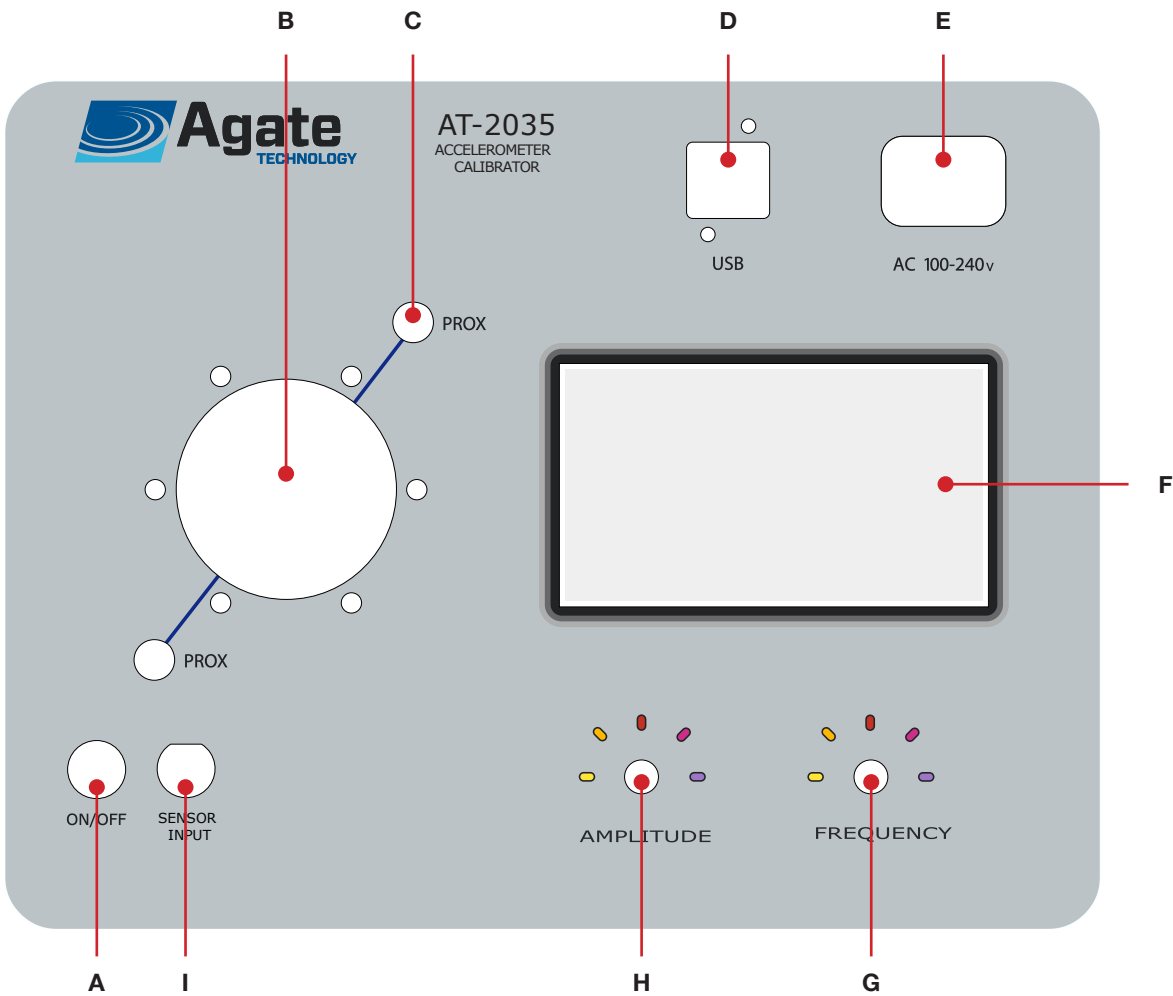 B
C
D
E
Agate
TECHNOLOGY
AT-2035
ACCELEROMETER
CALIBRATOR
USB
AC 100-240v
PROX
F
PROX
ON/OFF
SENSOR
INPUT
AMPLITUDE
FREQUENCY
A
I
H
G